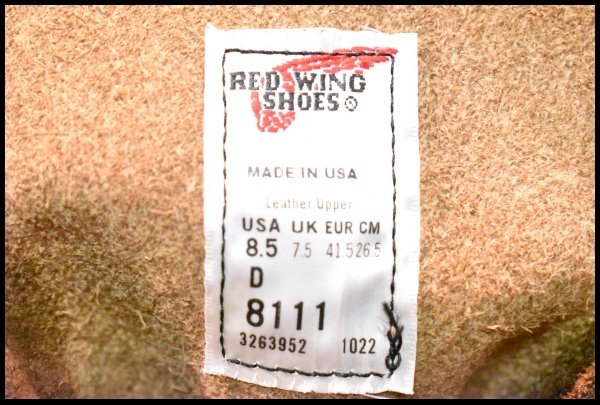 RED WING
SHOES
MADE IN USA
Leather Upper
USA UK EUR CM
8.5 7.5 41.5 26.5
D
8111
3263952 1022